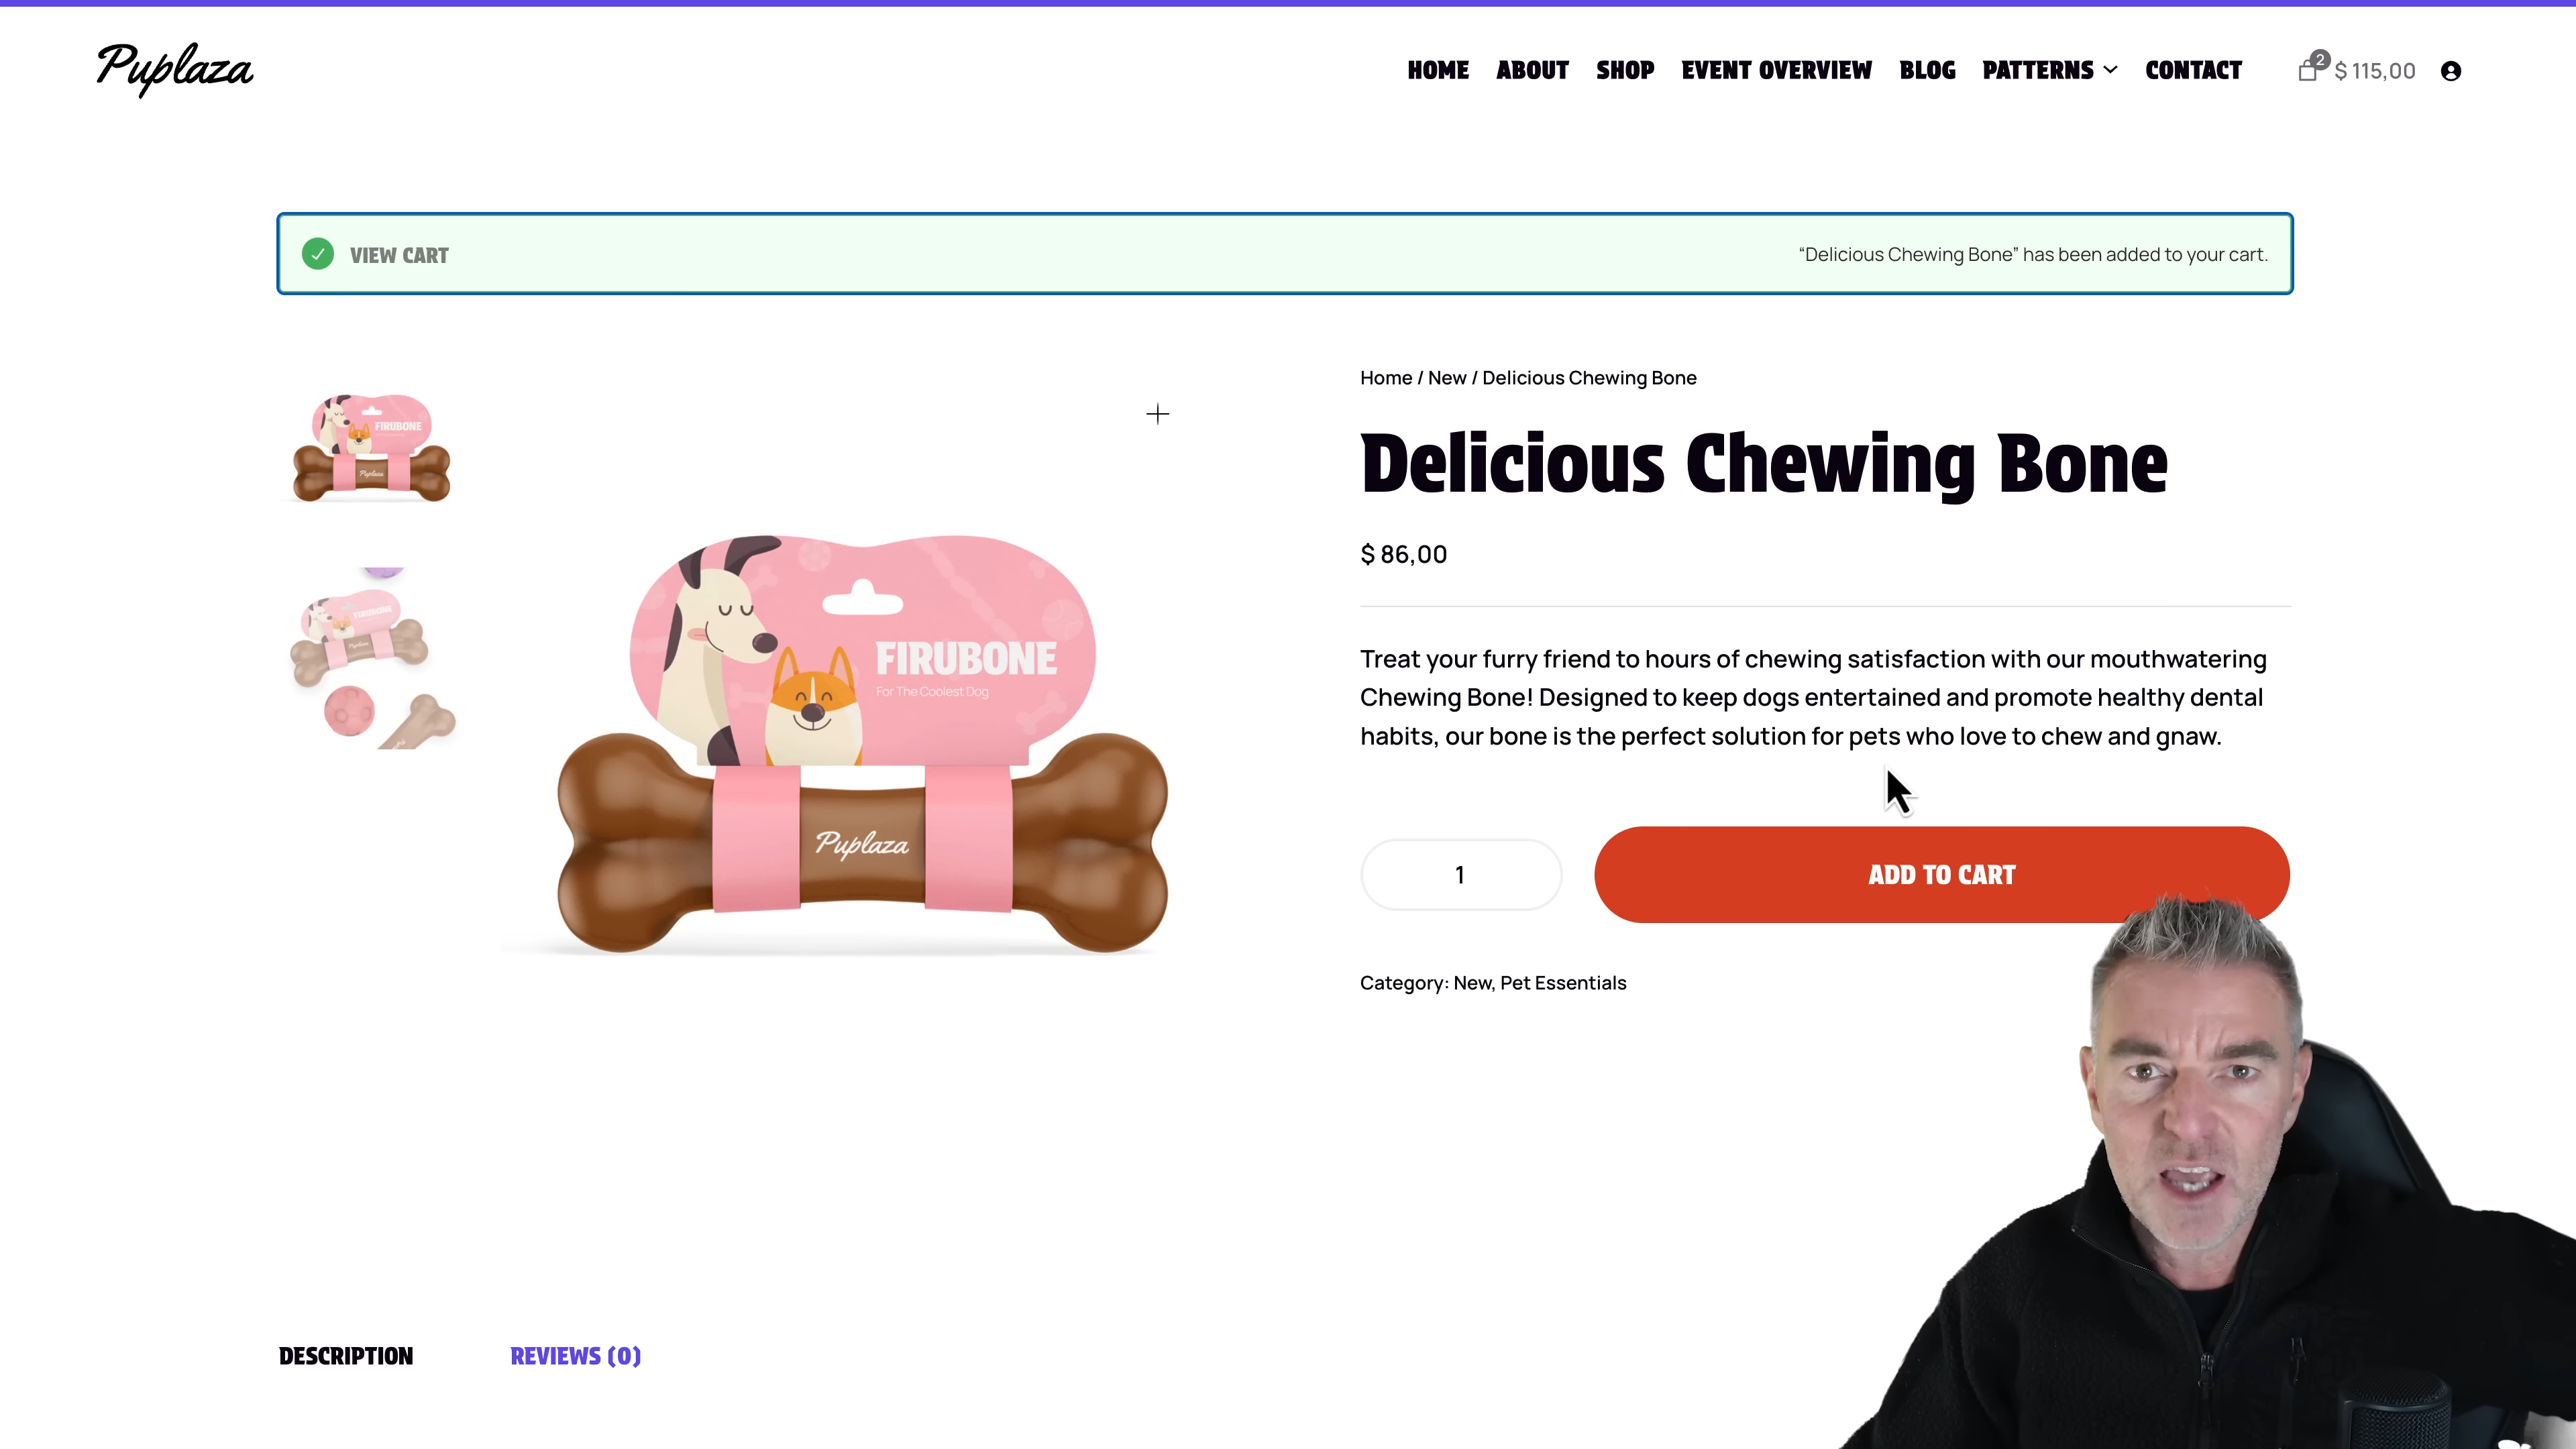 Puplaza
HOME ABOUT SHOP EVENT OVERVIEW BLOG PATTERNS CONTACT 2 $ 115,00
VIEW CART
“Delicious Chewing Bone” has been added to your cart.
FIRUBONE
Puplaza
FIRUBONE
Puplaza
FIRUBONE
For The Coolest Dog
Puplaza
Home / New / Delicious Chewing Bone
Delicious Chewing Bone
$ 86,00
Treat your furry friend to hours of chewing satisfaction with our mouthwatering
Chewing Bone! Designed to keep dogs entertained and promote healthy dental
habits, our bone is the perfect solution for pets who love to chew and gnaw.
1
ADD TO CART
Category: New, Pet Essentials
DESCRIPTION
REVIEWS (0)